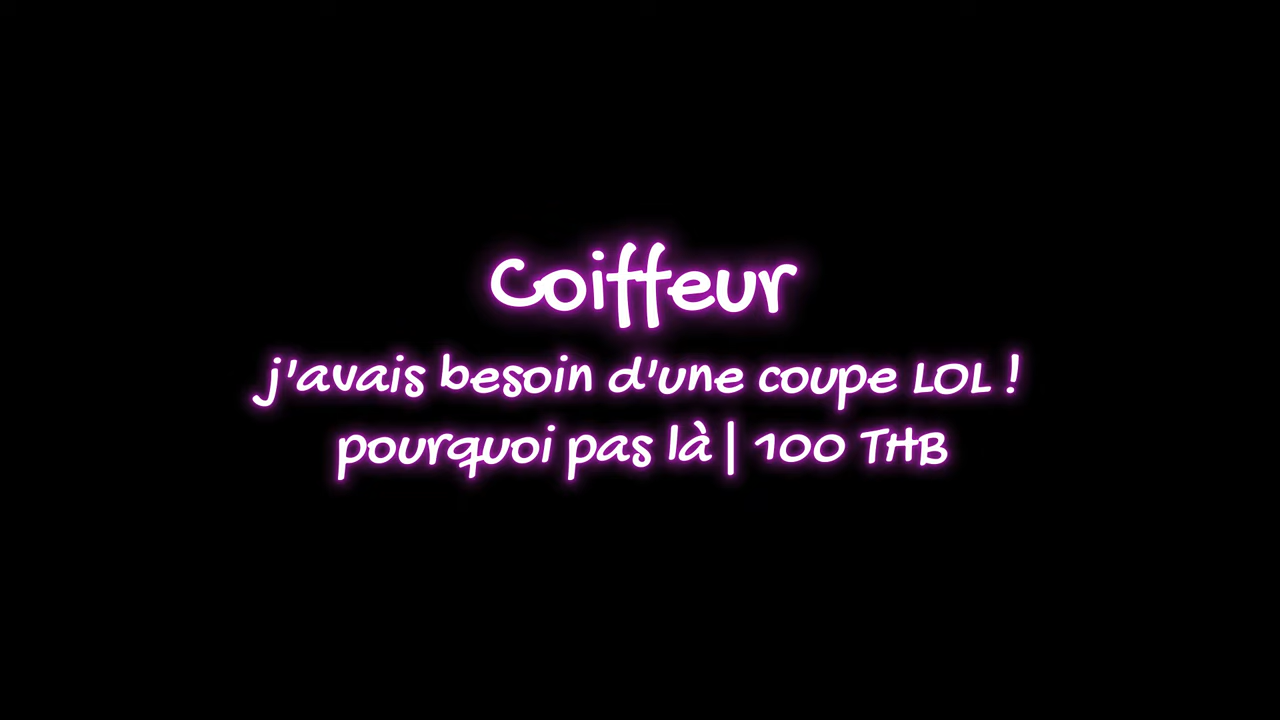 Coiffeur
j'avais besoin d'une coupe LOL !
pourquoi pas là | 100 THB